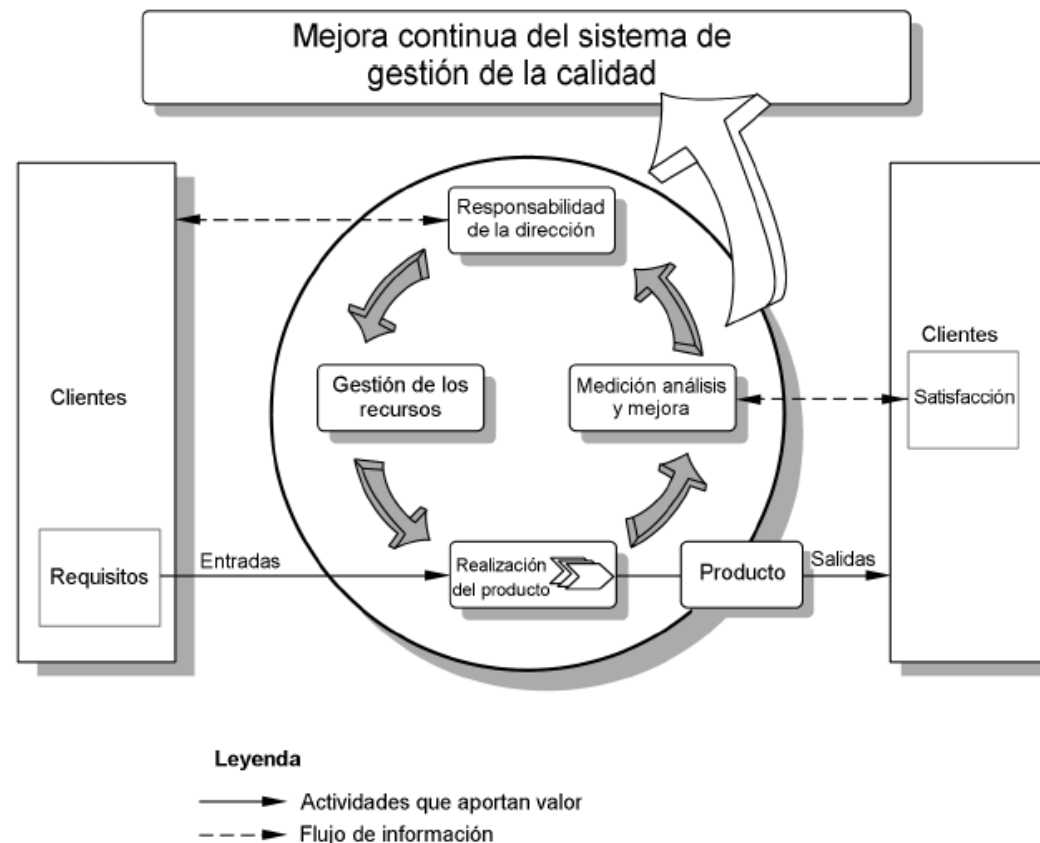 Mejora continua del sistema de
gestión de la calidad
Responsabilidad
de la dirección
Clientes
Gestión de los
recursos
Medición análisis
y mejora
Clientes
Satisfacción
Requisitos
Entradas
Realización
del producto
Producto
Salidas
Leyenda
Actividades que aportan valor
Flujo de información